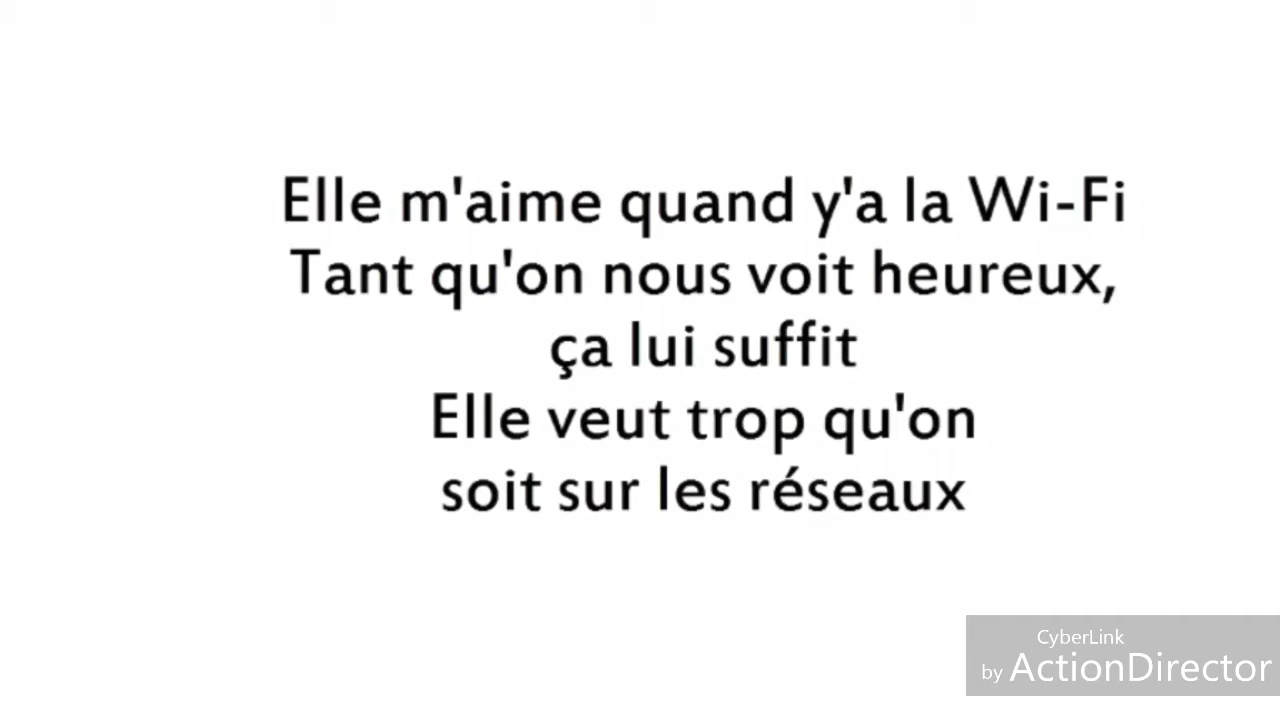 Elle m'aime quand y'a la Wi-Fi
Tant qu'on nous voit heureux,
ça lui suffit
Elle veut trop qu'on
soit sur les réseaux
CyberLink
by ActionDirector